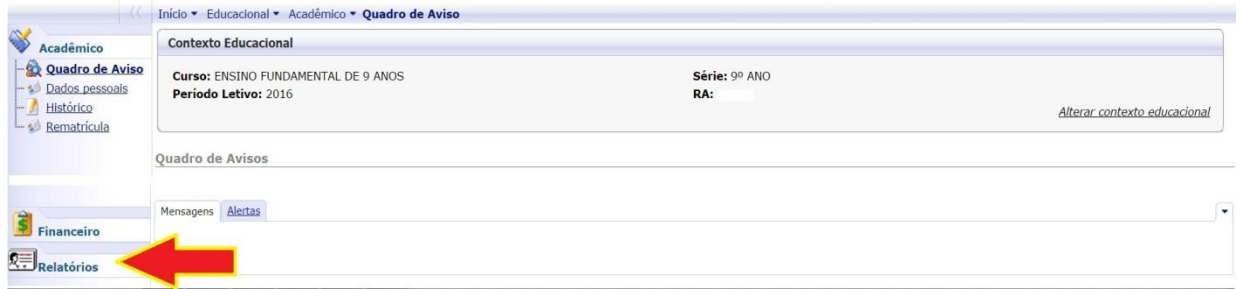 Início Educacional Acadêmico Quadro de Aviso
Acadêmico
Quadro de Aviso
Dados pessoais
Histórico
Rematrícula
Financeiro
Relatórios
Contexto Educacional
Curso: ENSINO FUNDAMENTAL DE 9 ANOS
Série: 9º ANO
Período Letivo: 2016
RA:
Alterar contexto educacional
Quadro de Avisos
Mensagens Alertas